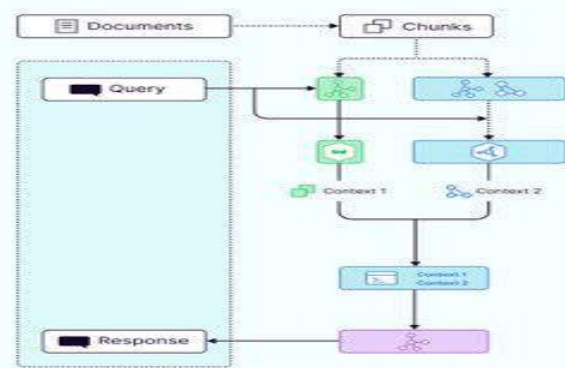 Documents
Chunks
Query
Context 1
Context 2
Context 1
Context 2
Response